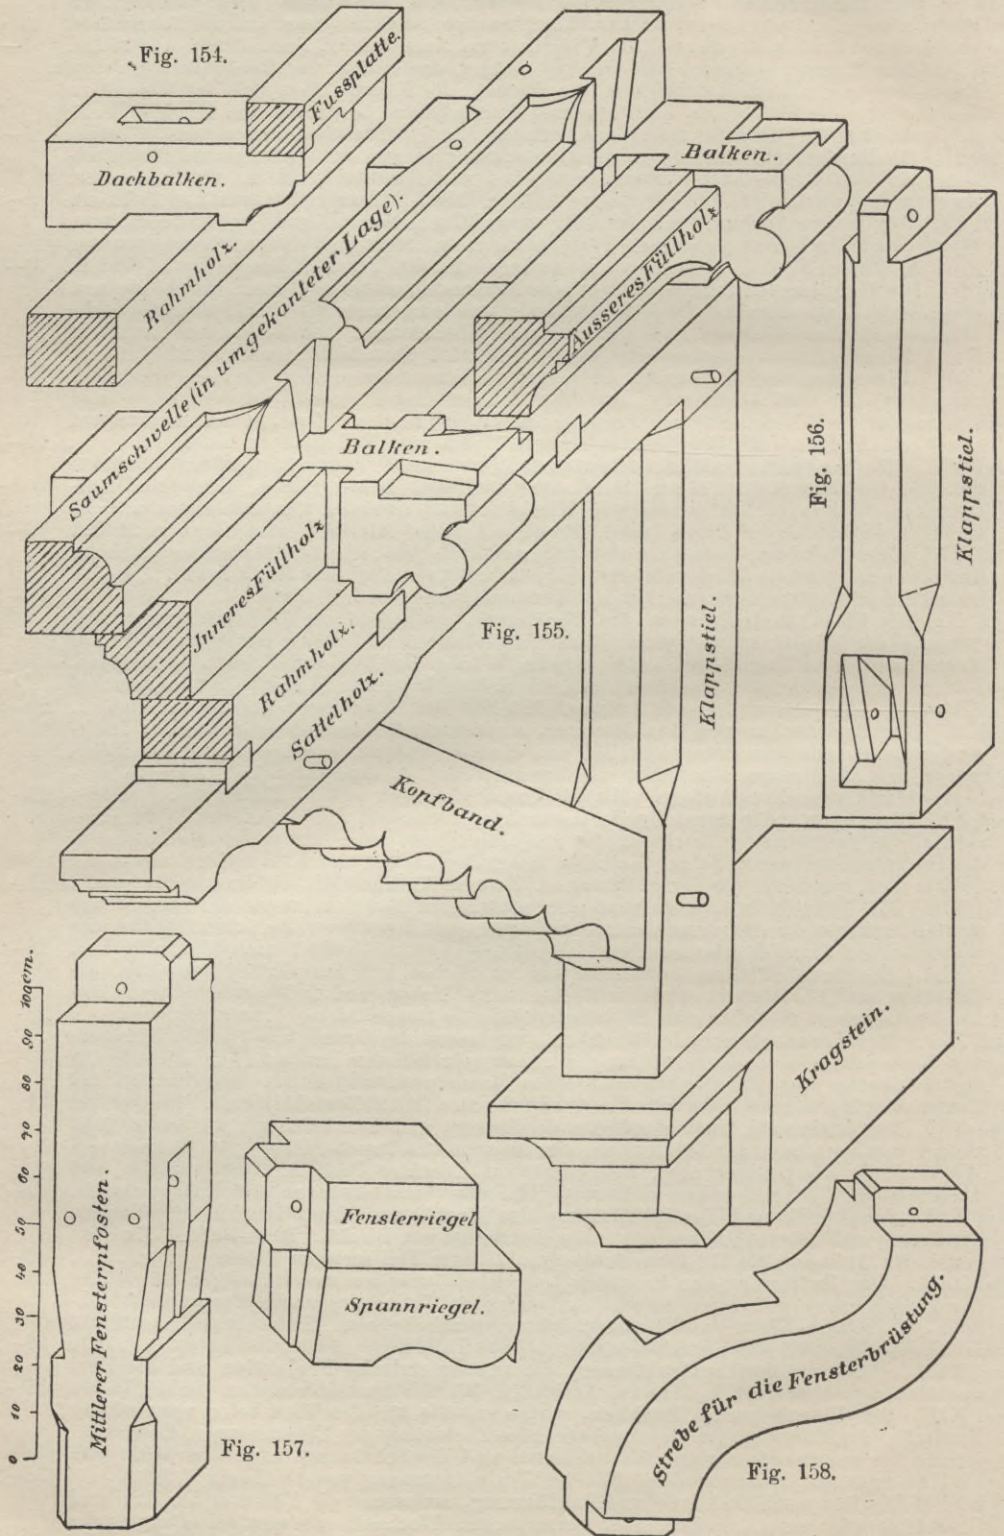 Fig. 154.
Fussplatte.
Dachbalken.
Rahmholz.
Balken.
Saumschwelle (in umgekanteter Lage).
Äusseres Füllholz
Fig. 156.
Klappstiel.
Balken.
Inneres Füllholz
Fig. 155.
Rahmholz.
Sattelholz.
Klappstiel.
Kopfband.
Kragstein.
100 cm.
90
80
70
60
50
40
30
20
10
0
Mittlerer Fensterpfosten.
Fensterriegel
Spannriegel.
Fig. 157.
Strebe für die Fensterbrüstung.
Fig. 158.